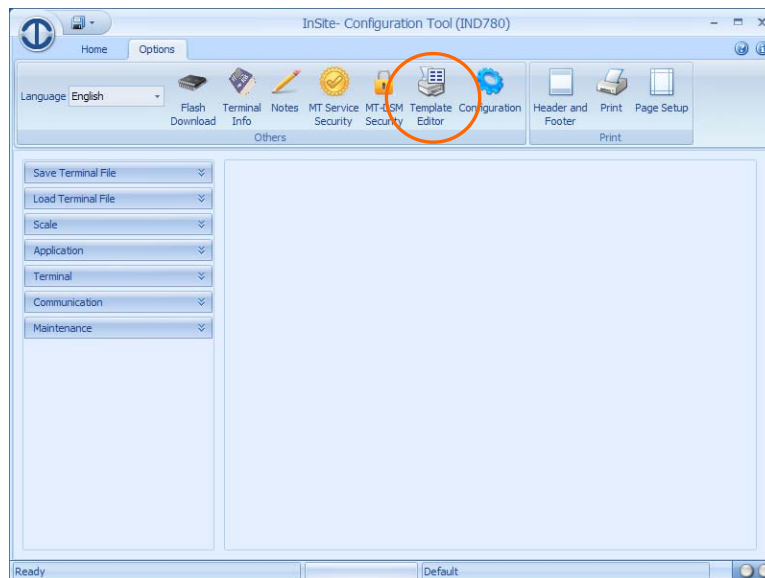 InSite- Configuration Tool (IND780)
Home Options
Language English
Flash Download
Terminal Info
Notes
MT Service Security
MT-DSM Security
Template Editor
Configuration
Header and Footer
Print
Page Setup
Others
Print
Save Terminal File
Load Terminal File
Scale
Application
Terminal
Communication
Maintenance
Ready
Default